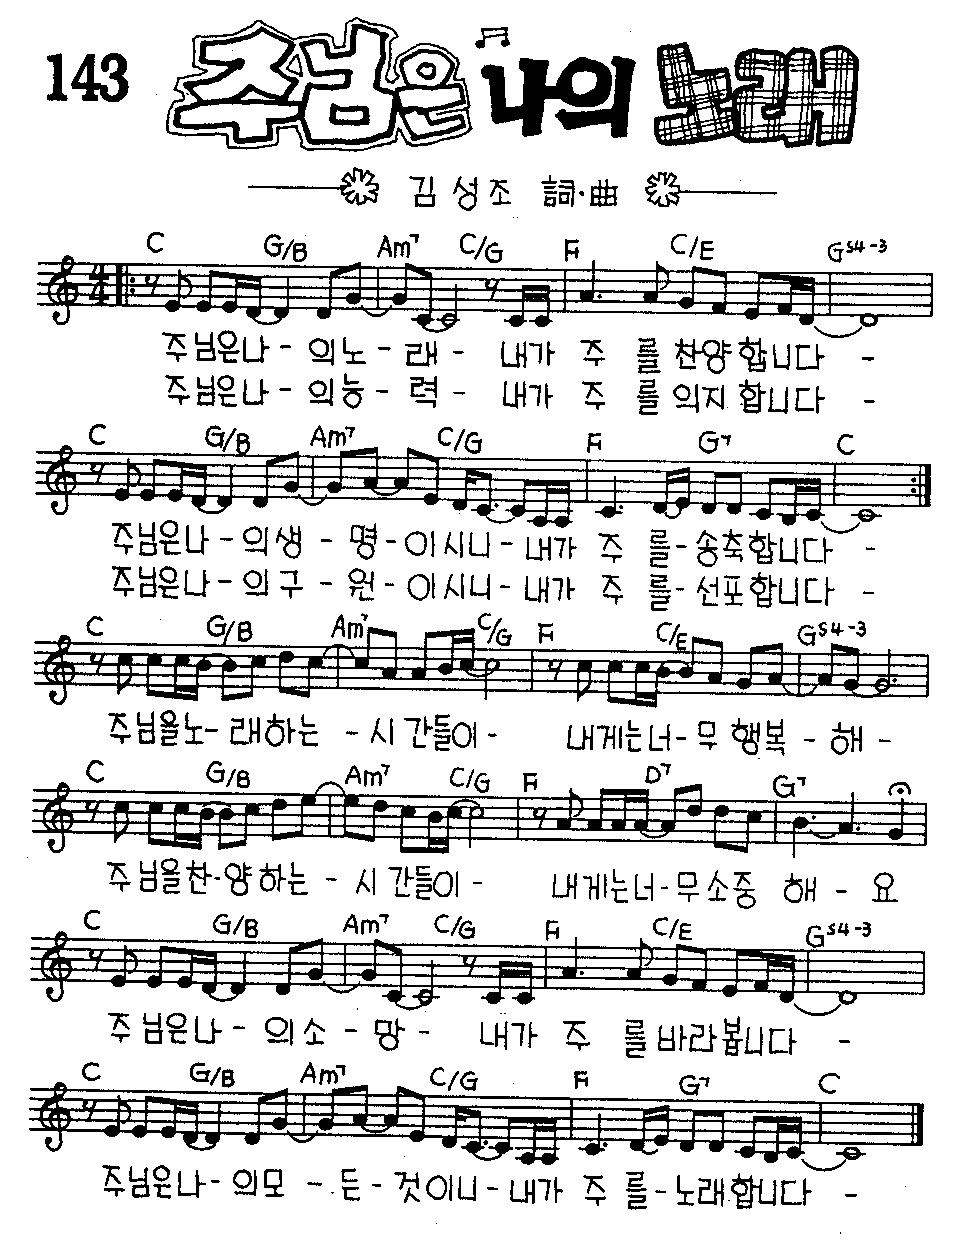 143 주님은 나의 노래
김성조 詞·曲
C G/B Am7 C/G F C/E Gs4-3
주님은나-의노-래- 내가 주 를찬양합니다 -
주님은나-의능-력- 내가 주 를의지합니다 -
C G/B Am7 C/G F G7 C
주님은나-의생-명-이시니-내가 주 를-송축합니다 -
주님은나-의구-원-이시니-내가 주 를-선포합니다 -
C G/B Am7 C/G F C/E Gs4-3
주님을노-래하는-시간들이- 내게는너-무행복-해-
C G/B Am7 C/G F D7 G7
주님을찬-양하는-시간들이- 내게는너-무소중해-요
C G/B Am7 C/G F C/E Gs4-3
주님은나-의소-망- 내가 주 를바라봅니다 -
C G/B Am7 C/G F G7 C
주님은나-의모-든-것이니-내가 주 를-노래합니다 -